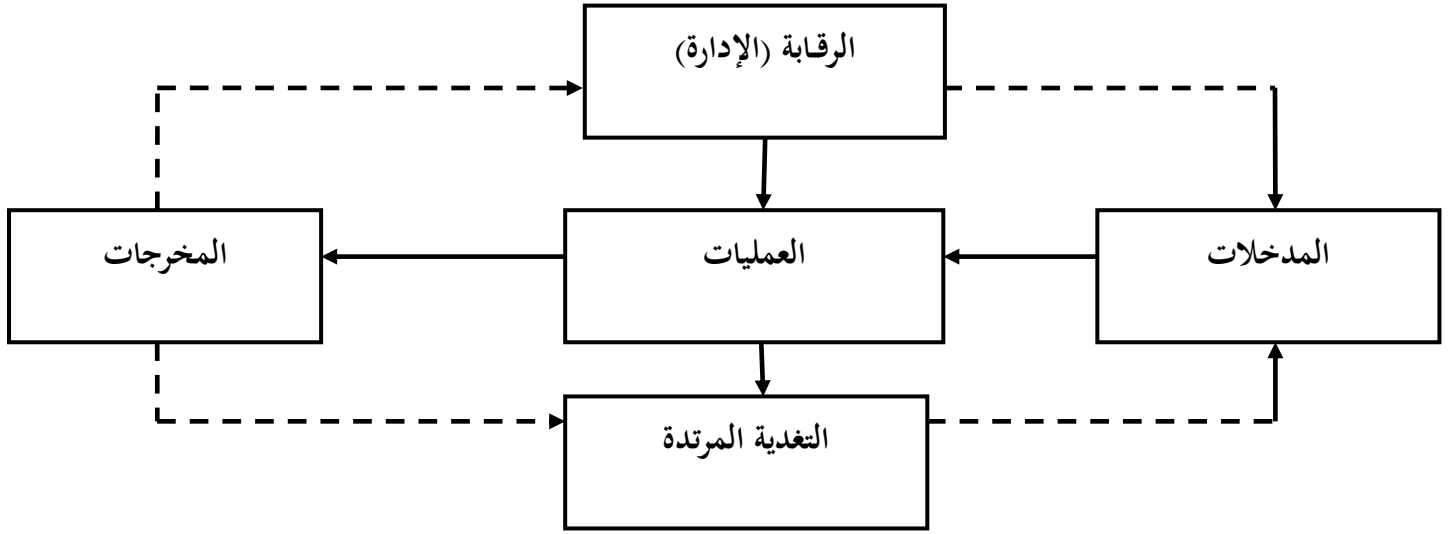 الرقابة (الإدارة)
المدخلات
العمليات
المخرجات
التغدية المرتدة